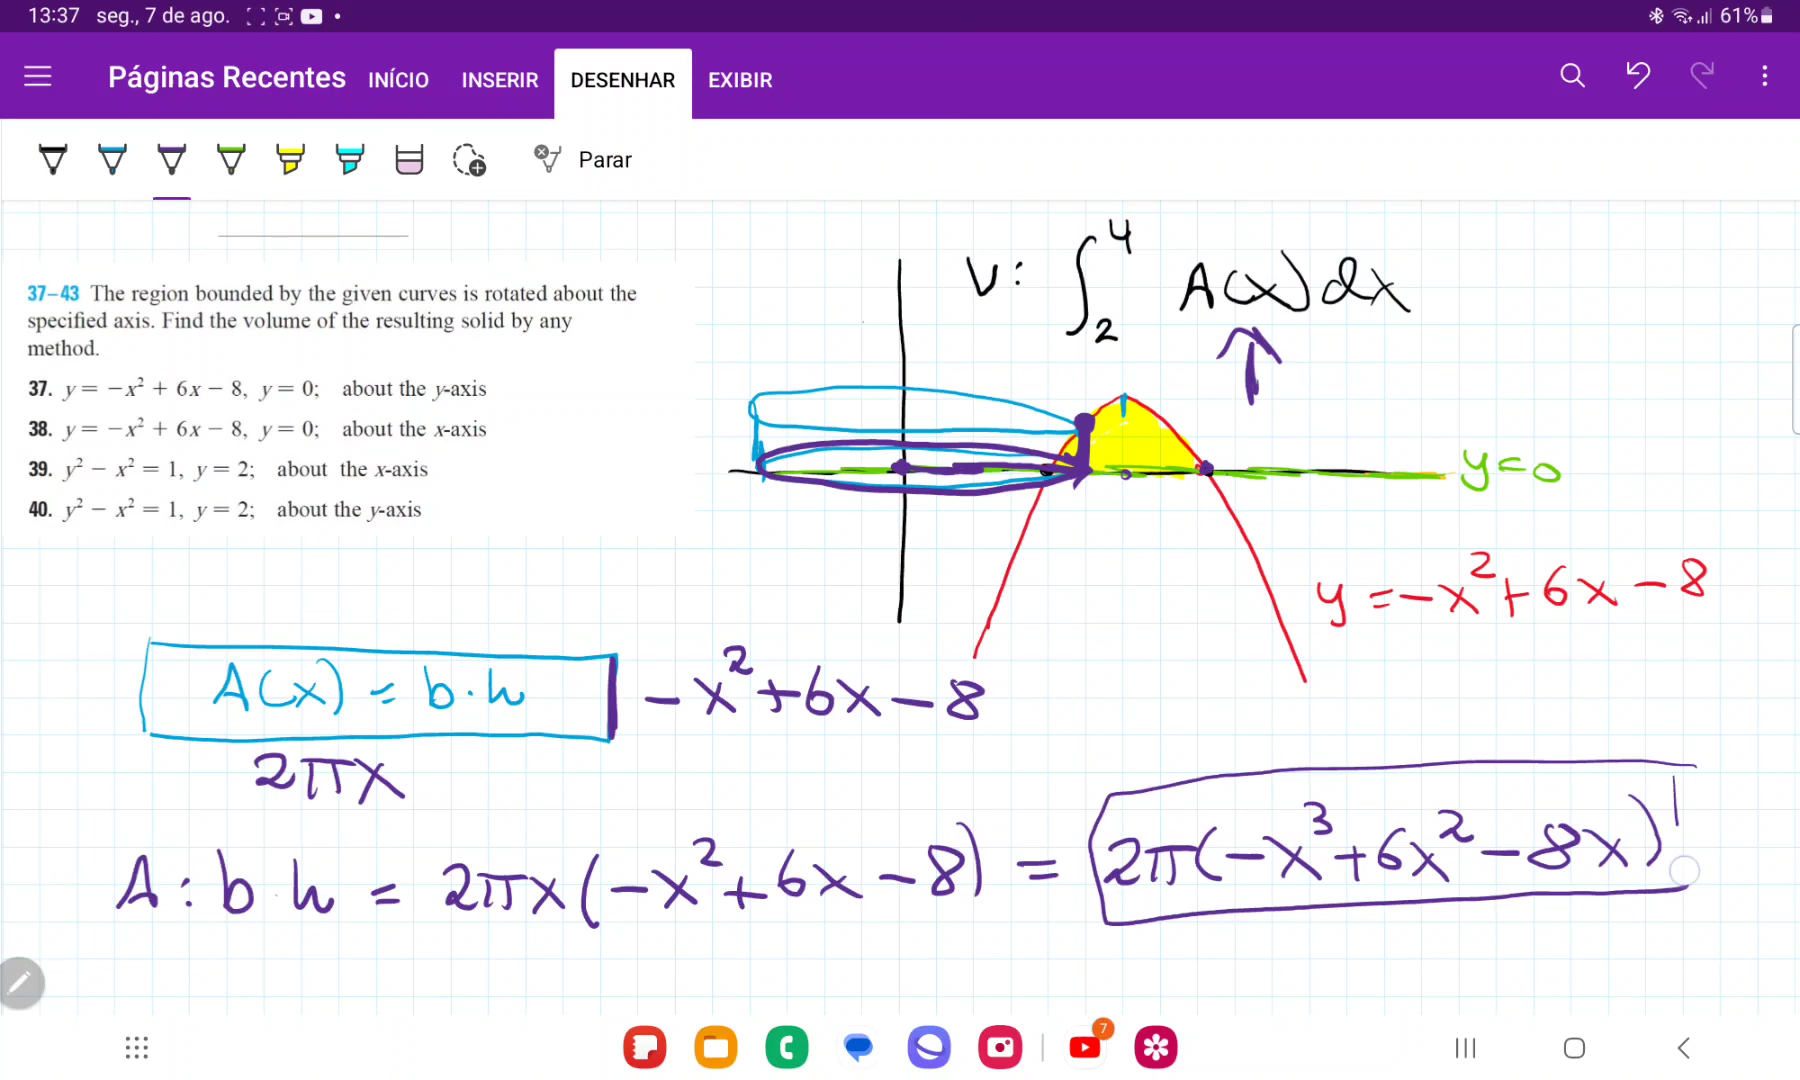 13:37 seg., 7 de ago. 61%
Páginas Recentes INÍCIO INSERIR DESENHAR EXIBIR
Parar
37–43 The region bounded by the given curves is rotated about the
specified axis. Find the volume of the resulting solid by any
method.
37. y = −x² + 6x − 8, y = 0; about the y-axis
38. y = −x² + 6x − 8, y = 0; about the x-axis
39. y² − x² = 1, y = 2; about the x-axis
40. y² − x² = 1, y = 2; about the y-axis
V: ∫₂⁴ A(x)dx
y=0
y=-x²+6x-8
A(x) = b·h
-x²+6x-8
2πx
A: b·h = 2πx(-x²+6x-8) = 2π(-x³+6x²-8x)
7